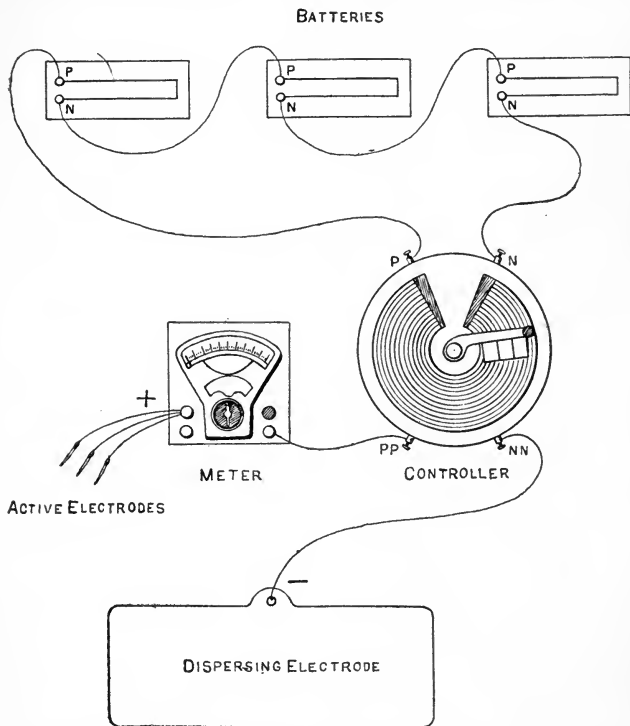 BATTERIES
P
N
P
N
P
N
P
N
+
PP
NN
METER
CONTROLLER
ACTIVE ELECTRODES
−
DISPERSING ELECTRODE